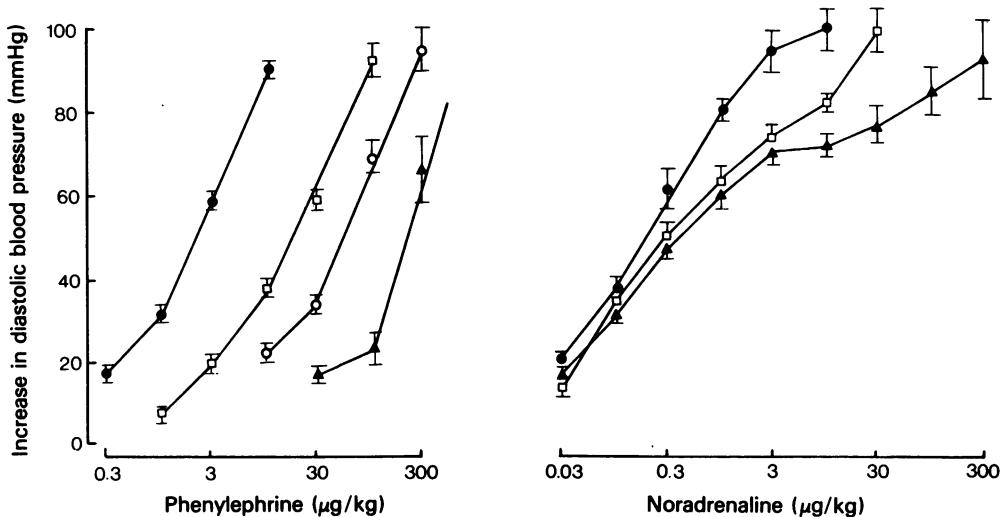 Increase in diastolic blood pressure (mmHg)
100
80
60
40
20
0
0.3 3 30 300
Phenylephrine (μg/kg)
0.03 0.3 3 30 300
Noradrenaline (μg/kg)